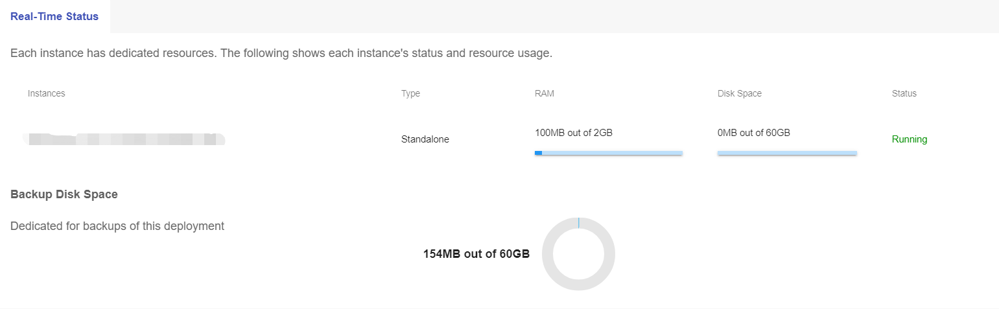 Real-Time Status
Each instance has dedicated resources. The following shows each instance's status and resource usage.
Instances Type RAM Disk Space Status
Standalone 100MB out of 2GB 0MB out of 60GB Running
Backup Disk Space
Dedicated for backups of this deployment
154MB out of 60GB